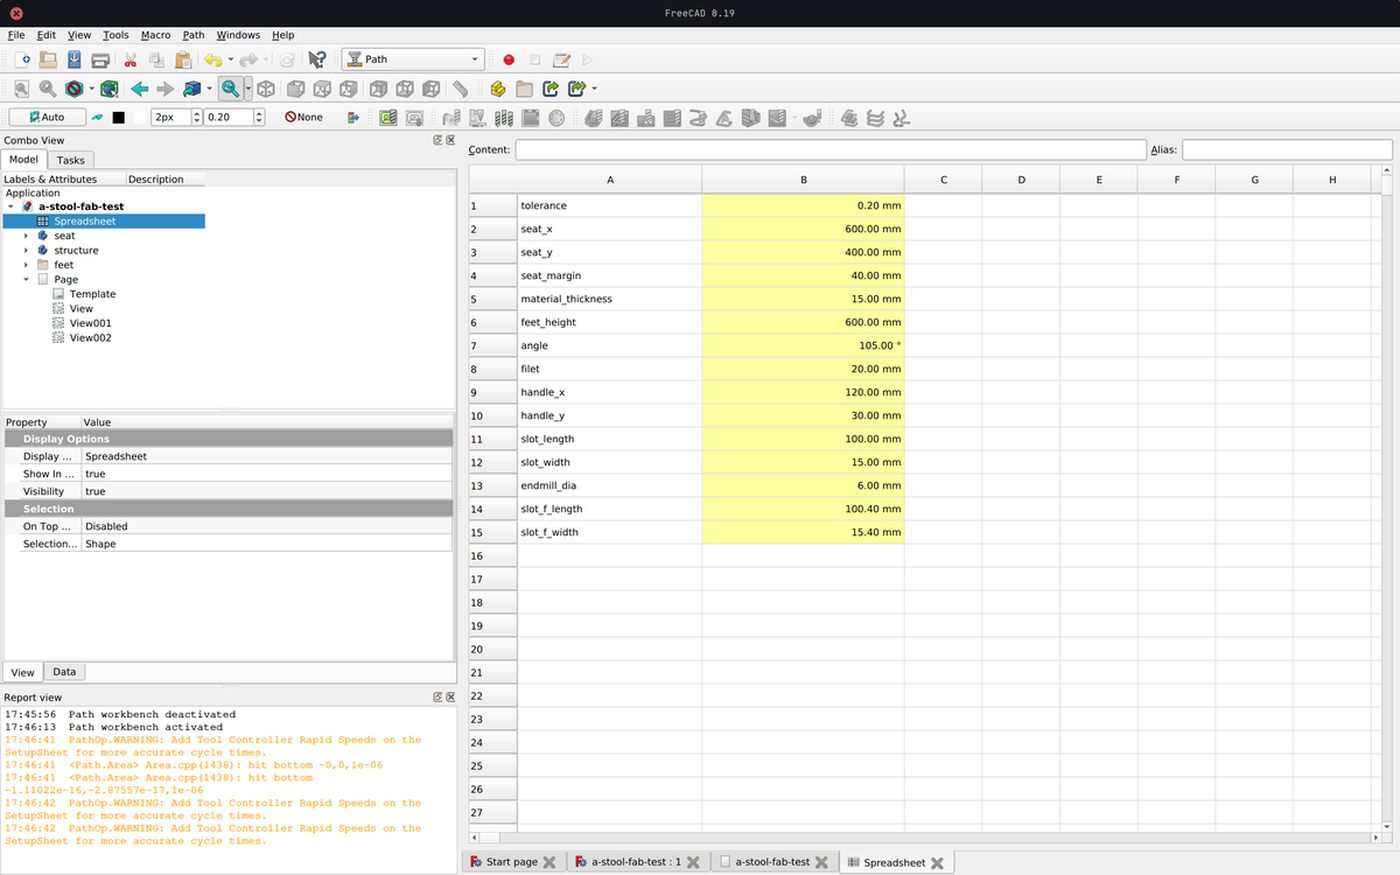 FreeCAD 0.19
File Edit View Tools Macro Path Windows Help
Path
Auto 2px 0.20 None
Combo View
Model Tasks
Labels & Attributes Description
Application
a-stool-fab-test
Spreadsheet
seat
structure
feet
Page
Template
View
View001
View002
Property Value
Display Options
Display ... Spreadsheet
Show In ... true
Visibility true
Selection
On Top ... Disabled
Selection... Shape
View Data
Report view
17:45:56 Path workbench deactivated
17:46:13 Path workbench activated
17:46:41 PathOp.WARNING: Add Tool Controller Rapid Speeds on the
SetupSheet for more accurate cycle times.
17:46:41 <Path.Area> Area.cpp(1438): hit bottom -0,0,1e-06
17:46:41 <Path.Area> Area.cpp(1438): hit bottom
-1.11022e-16,-2.87557e-17,1e-06
17:46:42 PathOp.WARNING: Add Tool Controller Rapid Speeds on the
SetupSheet for more accurate cycle times.
17:46:42 PathOp.WARNING: Add Tool Controller Rapid Speeds on the
SetupSheet for more accurate cycle times.
Content: Alias:
A B C D E F G H
1 tolerance 0.20 mm
2 seat_x 600.00 mm
3 seat_y 400.00 mm
4 seat_margin 40.00 mm
5 material_thickness 15.00 mm
6 feet_height 600.00 mm
7 angle 105.00 °
8 filet 20.00 mm
9 handle_x 120.00 mm
10 handle_y 30.00 mm
11 slot_length 100.00 mm
12 slot_width 15.00 mm
13 endmill_dia 6.00 mm
14 slot_f_length 100.40 mm
15 slot_f_width 15.40 mm
16
17
18
19
20
21
22
23
24
25
26
27
Start page a-stool-fab-test : 1 a-stool-fab-test Spreadsheet